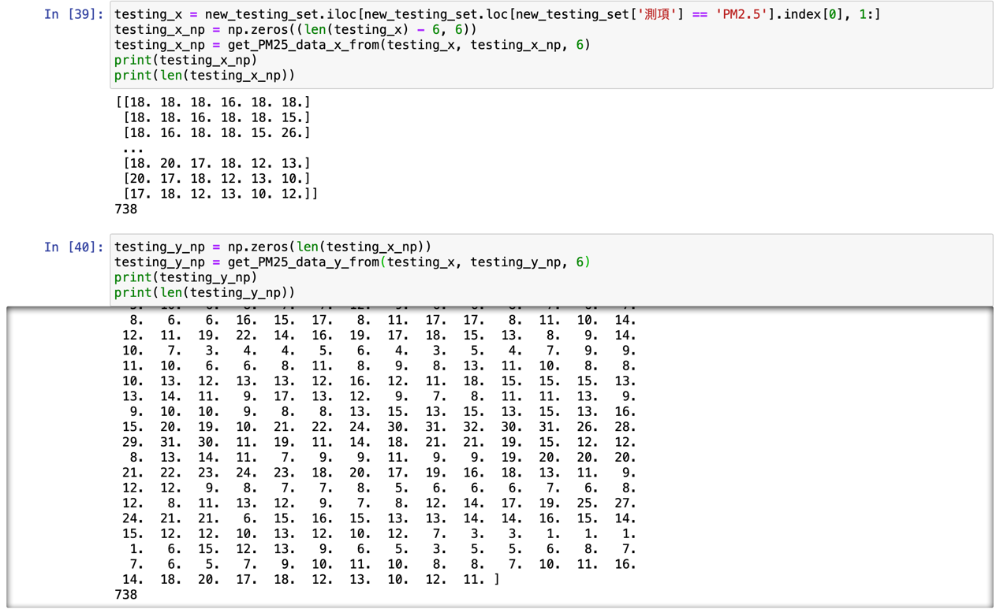 In [39]: testing_x = new_testing_set.iloc[new_testing_set.loc[new_testing_set['測項'] == 'PM2.5'].index[0], 1:]
testing_x_np = np.zeros((len(testing_x) - 6, 6))
testing_x_np = get_PM25_data_x_from(testing_x, testing_x_np, 6)
print(testing_x_np)
print(len(testing_x_np))
[[18. 18. 18. 16. 18. 18.]
[18. 18. 16. 18. 18. 15.]
[18. 16. 18. 18. 15. 26.]
...
[18. 20. 17. 18. 12. 13.]
[20. 17. 18. 12. 13. 10.]
[17. 18. 12. 13. 10. 12.]]
738
In [40]: testing_y_np = np.zeros(len(testing_x_np))
testing_y_np = get_PM25_data_y_from(testing_x, testing_y_np, 6)
print(testing_y_np)
print(len(testing_y_np))
8. 6. 6. 16. 15. 17. 8. 11. 17. 17. 8. 11. 10. 14.
12. 11. 19. 22. 14. 16. 19. 17. 18. 15. 13. 8. 9. 14.
10. 7. 3. 4. 4. 5. 6. 4. 3. 5. 4. 7. 9. 9.
11. 10. 6. 6. 8. 11. 8. 9. 8. 13. 11. 10. 8. 8.
10. 13. 12. 13. 13. 12. 16. 12. 11. 18. 15. 15. 15. 13.
13. 14. 11. 9. 17. 13. 12. 9. 7. 8. 11. 11. 13. 9.
9. 10. 10. 9. 8. 8. 13. 15. 13. 15. 13. 15. 13. 16.
15. 20. 19. 10. 21. 22. 24. 30. 31. 32. 30. 31. 26. 28.
29. 31. 30. 11. 19. 11. 14. 18. 21. 21. 19. 15. 12. 12.
8. 13. 14. 11. 7. 9. 9. 11. 9. 9. 19. 20. 20. 20.
21. 22. 23. 24. 23. 18. 20. 17. 19. 16. 18. 13. 11. 9.
12. 12. 9. 8. 7. 7. 8. 5. 6. 6. 6. 7. 6. 8.
12. 8. 11. 13. 12. 9. 7. 8. 12. 14. 17. 19. 25. 27.
24. 21. 21. 6. 15. 16. 15. 13. 13. 14. 14. 16. 15. 14.
15. 12. 12. 10. 13. 12. 10. 12. 7. 3. 3. 1. 1. 1.
1. 6. 15. 12. 13. 9. 6. 5. 3. 5. 5. 6. 8. 7.
7. 6. 5. 7. 9. 10. 11. 10. 8. 8. 7. 10. 11. 16.
14. 18. 20. 17. 18. 12. 13. 10. 12. 11. ]
738